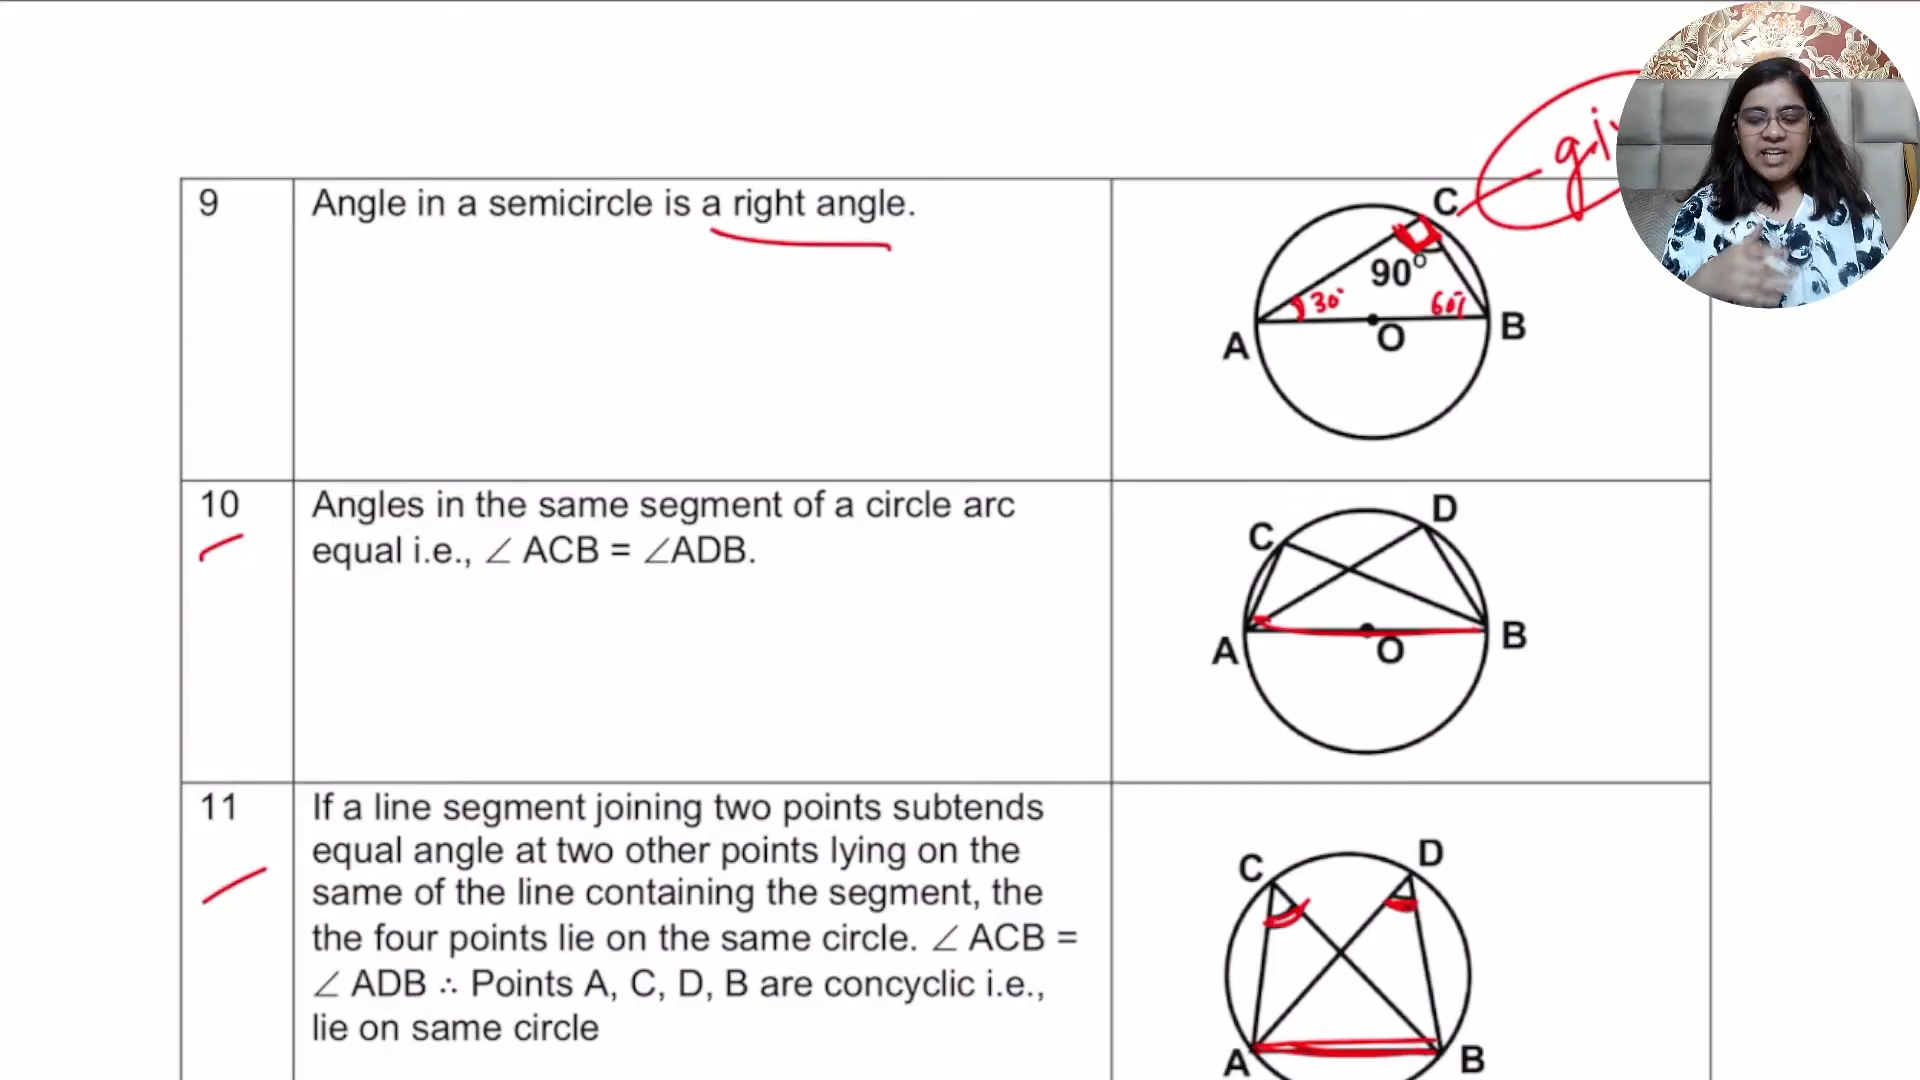 9
Angle in a semicircle is a right angle.
C
90°
30°
60°
A
O
B
10
Angles in the same segment of a circle arc
equal i.e., ∠ ACB = ∠ADB.
D
C
A
O
B
11
If a line segment joining two points subtends
equal angle at two other points lying on the
same of the line containing the segment, the
the four points lie on the same circle. ∠ ACB =
∠ ADB ∴ Points A, C, D, B are concyclic i.e.,
lie on same circle
C
D
A
B